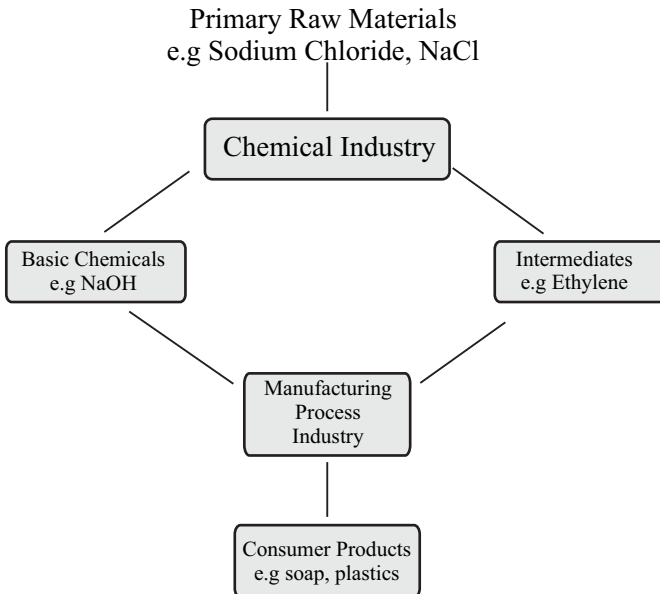 Primary Raw Materials
e.g Sodium Chloride, NaCl
Chemical Industry
Basic Chemicals
e.g NaOH
Intermediates
e.g Ethylene
Manufacturing
Process
Industry
Consumer Products
e.g soap, plastics